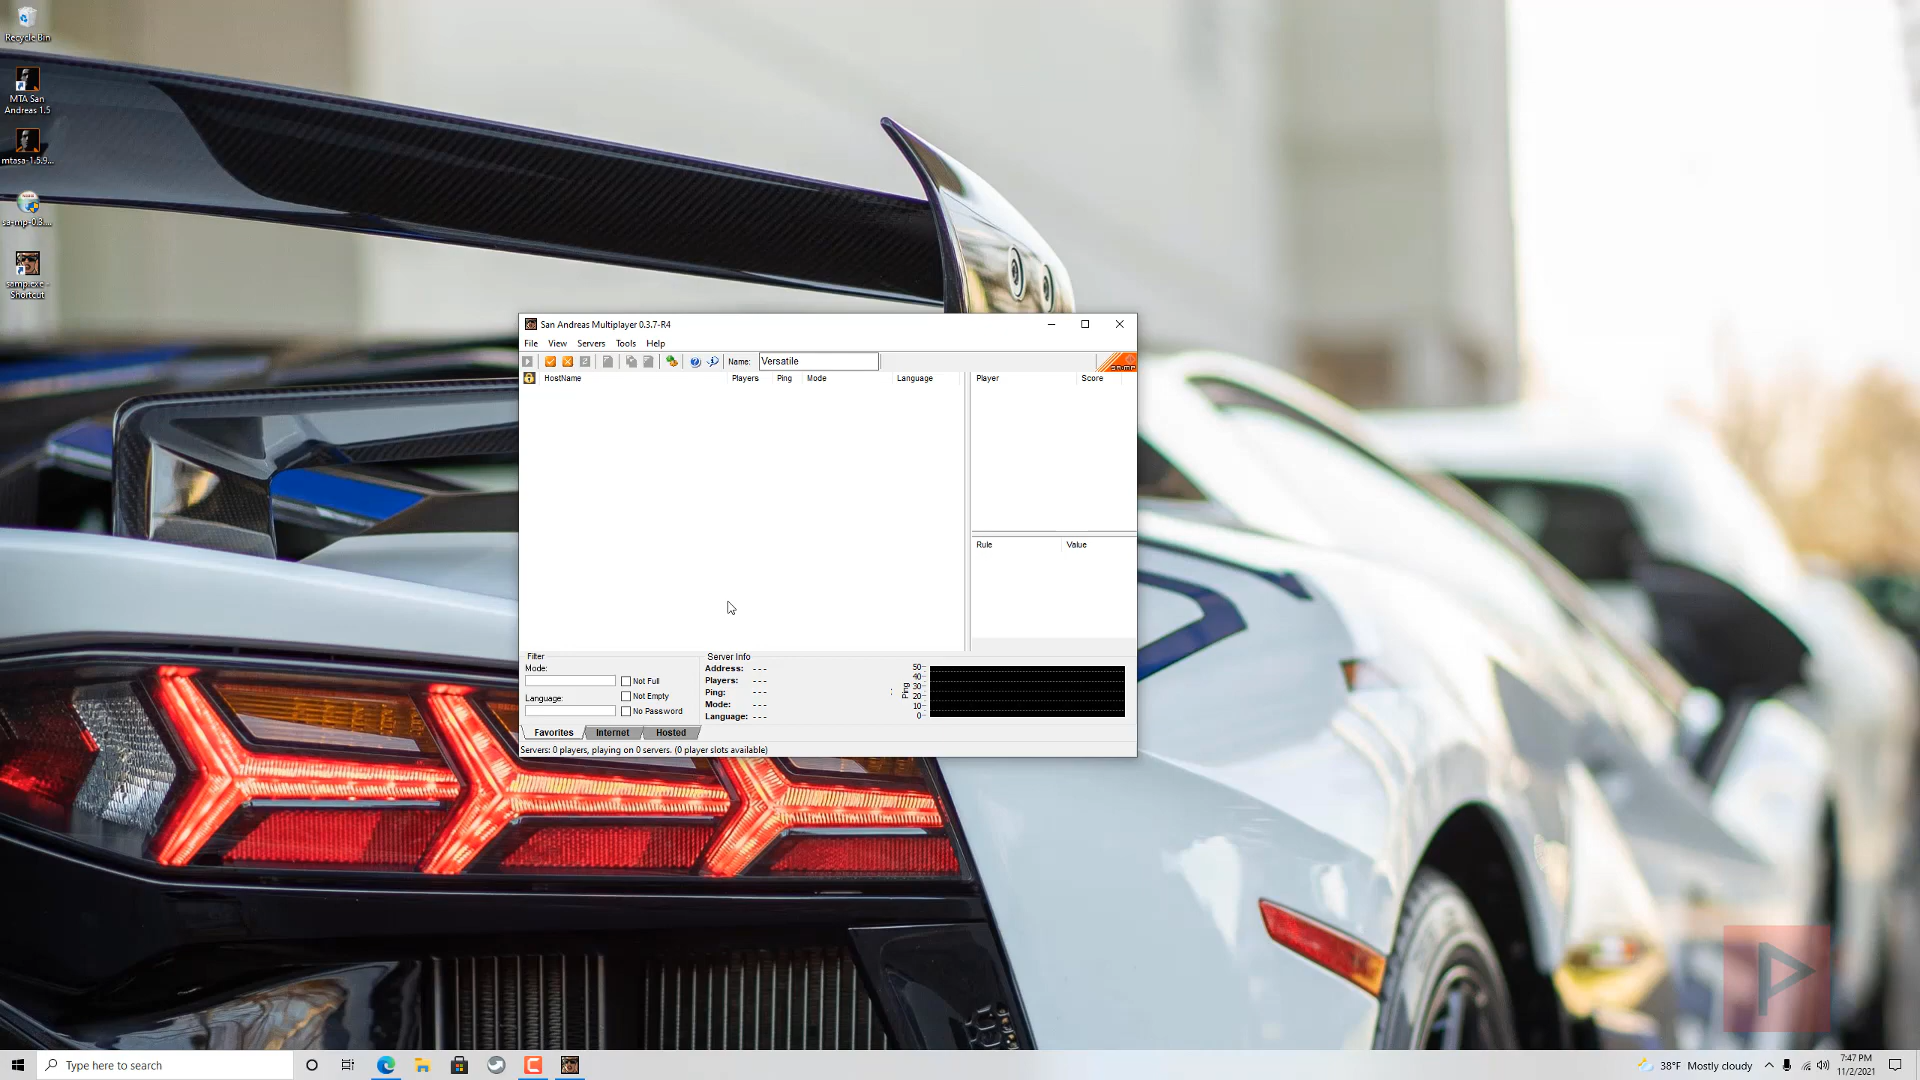 Recycle Bin
MTA San
Andreas 1.5
mtasa-1.5.9...
sa-mp-0.3....
samp.exe -
Shortcut
San Andreas Multiplayer 0.3.7-R4
File View Servers Tools Help
Name: Versatile
HostName Players Ping Mode Language Player Score
Rule Value
Filter
Mode:
Not Full
Not Empty
Language:
No Password
Server Info
Address: - - -
Players: - - -
Ping: - - -
Mode: - - -
Language: - - -
:
Ping
50
40
30
20
10
0
Favorites Internet Hosted
Servers: 0 players, playing on 0 servers. (0 player slots available)
Type here to search
38°F Mostly cloudy
7:47 PM
11/2/2021